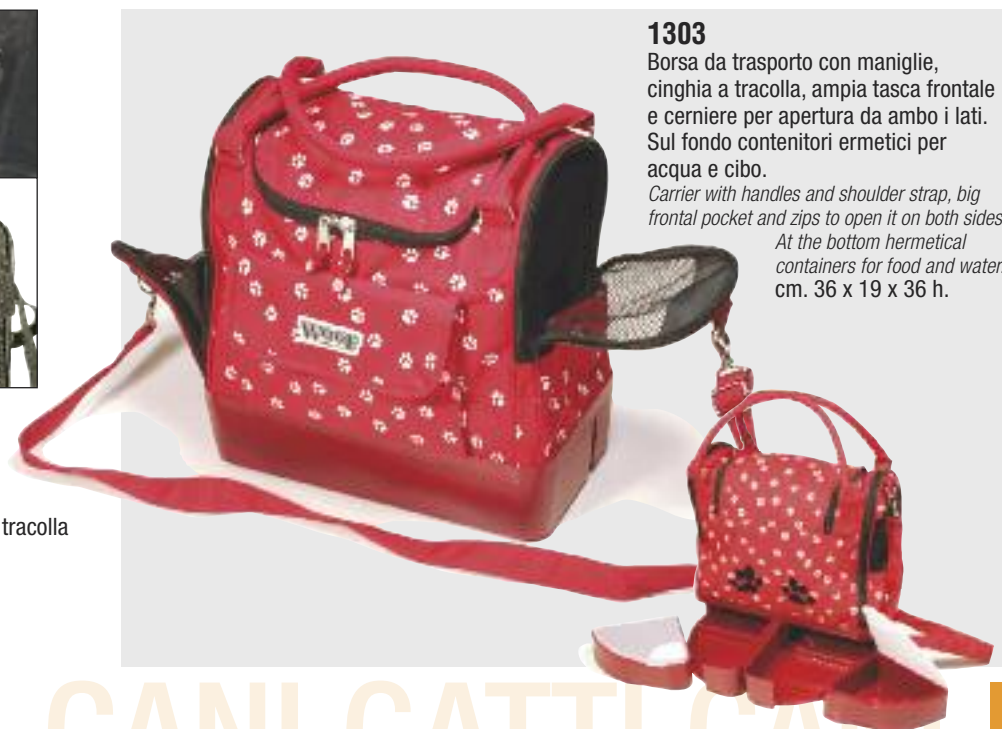 1303
Borsa da trasporto con maniglie,
cinghia a tracolla, ampia tasca frontale
e cerniere per apertura da ambo i lati.
Sul fondo contenitori ermetici per
acqua e cibo.
Carrier with handles and shoulder strap, big
frontal pocket and zips to open it on both sides
At the bottom hermetical
containers for food and water
cm. 36 x 19 x 36 h.
tracolla
CANI GATTI